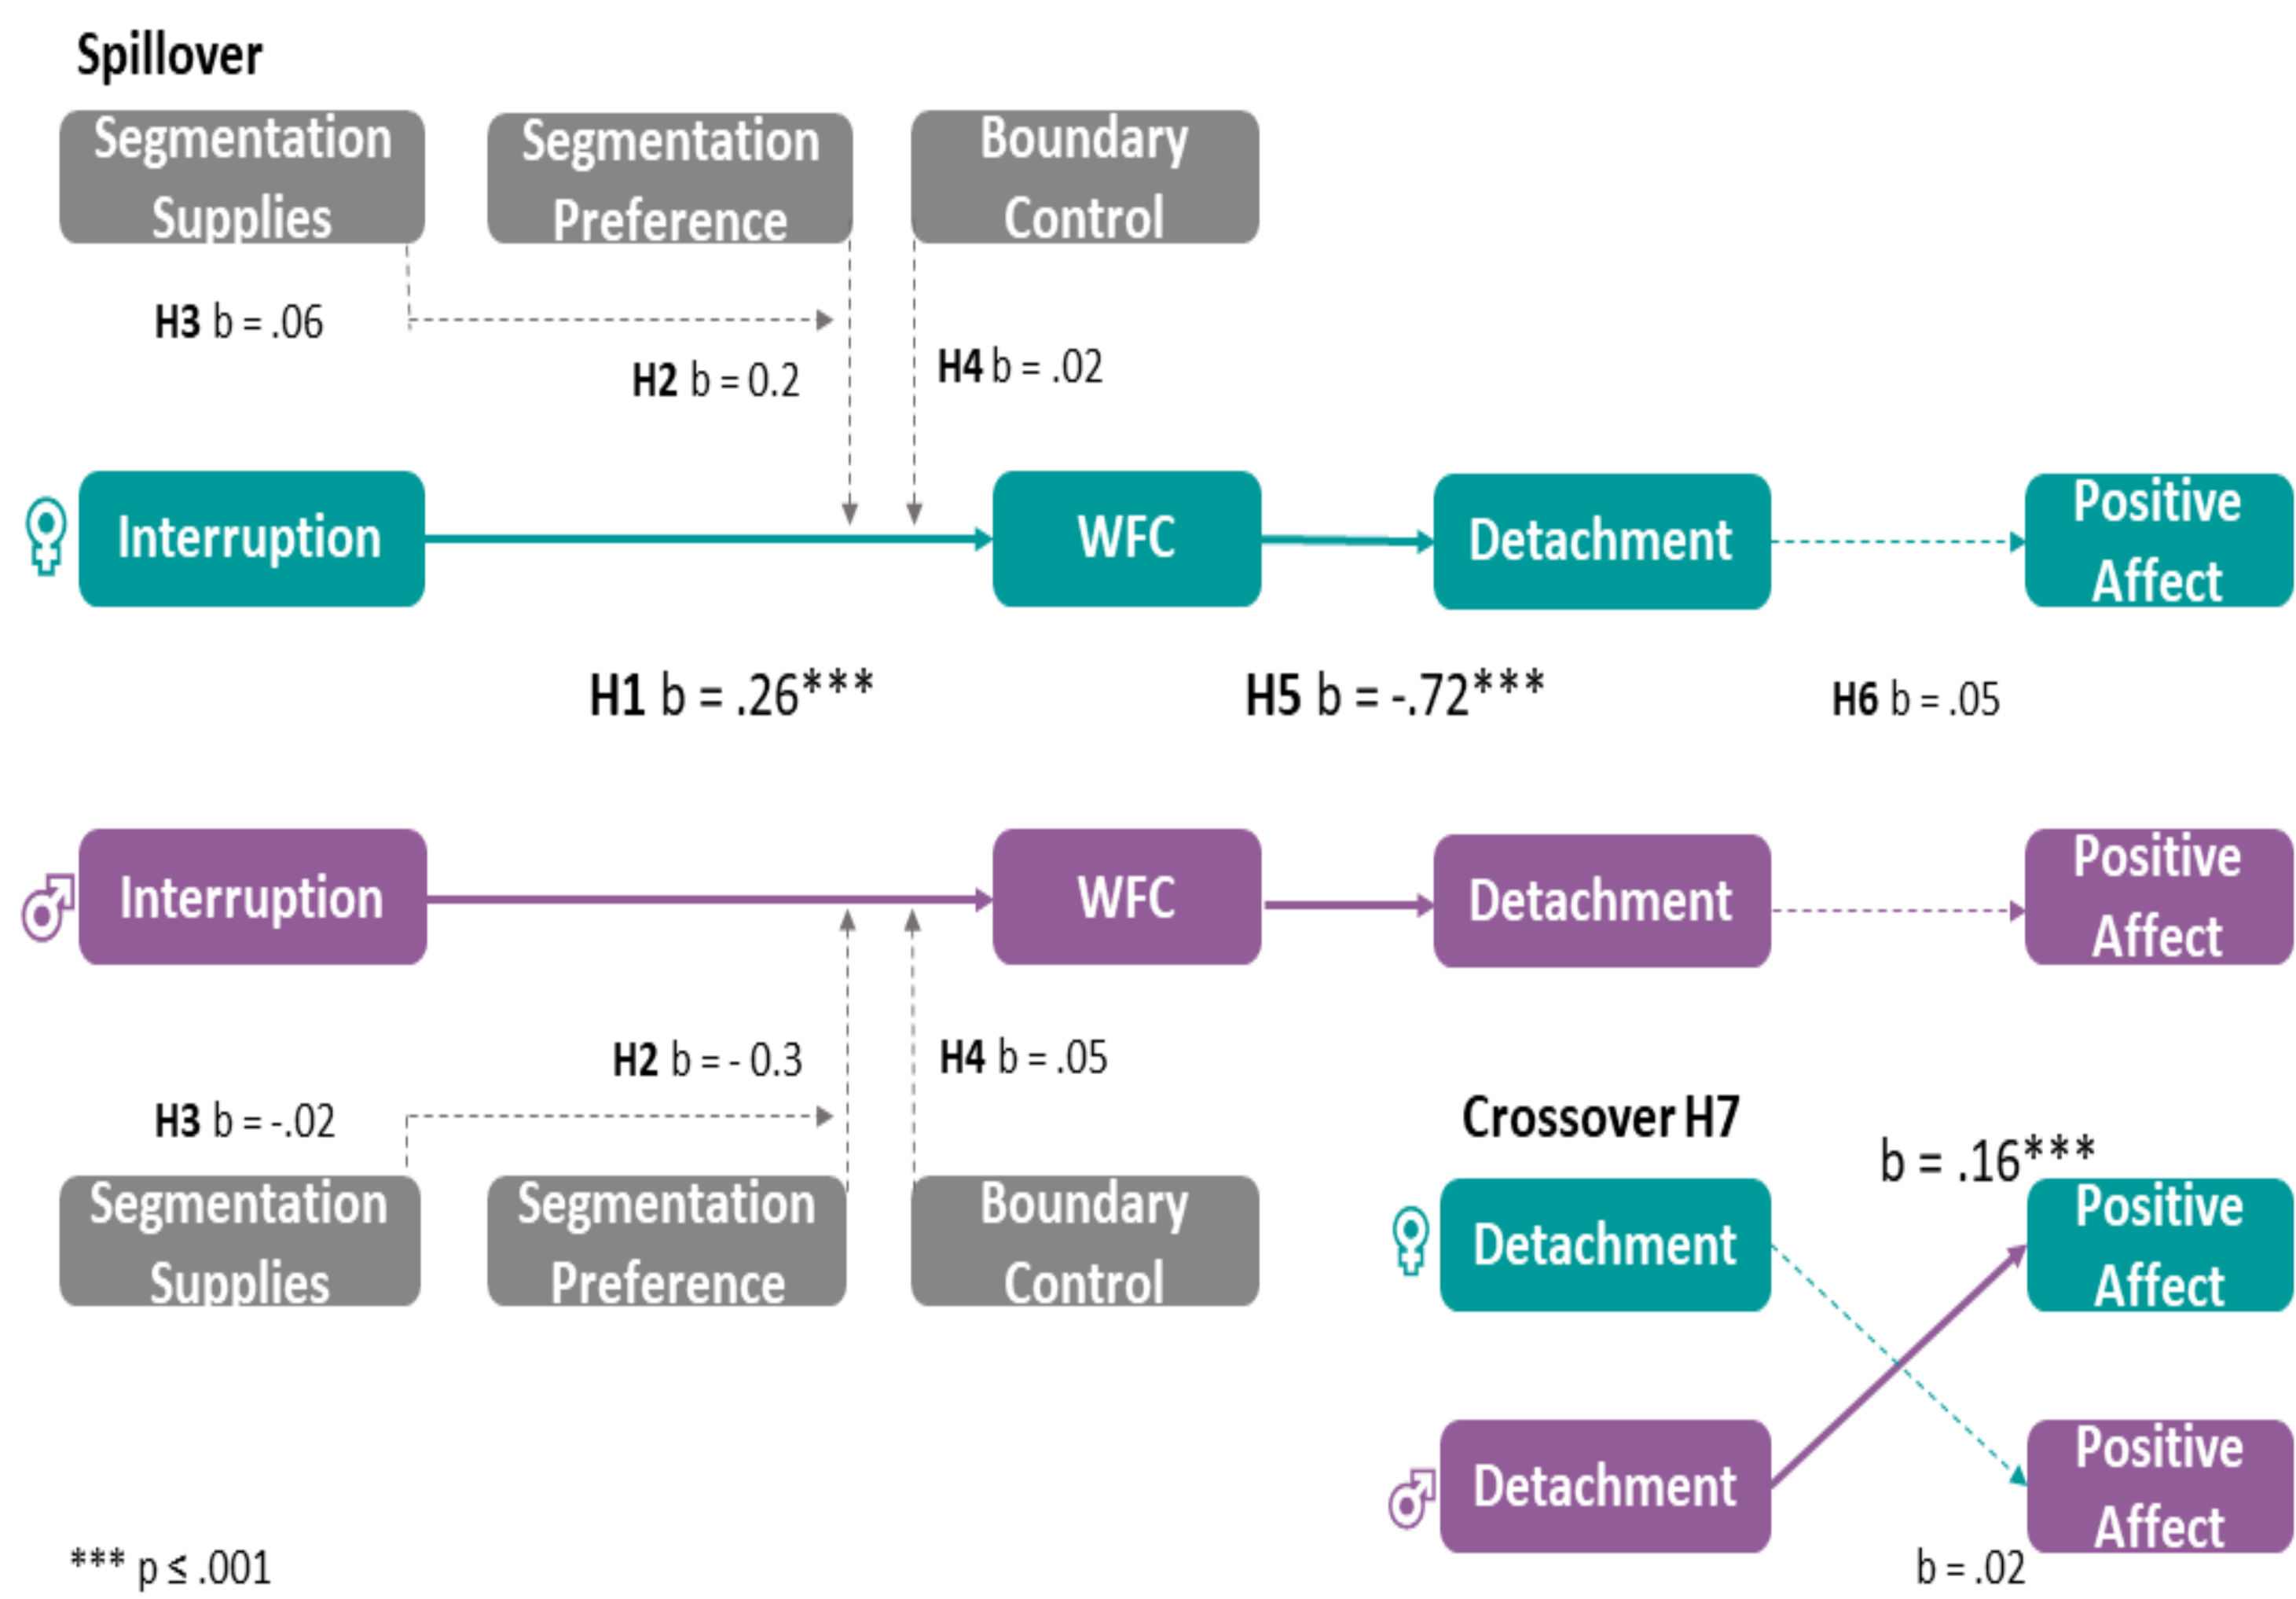 Spillover
Segmentation
Supplies
Segmentation
Preference
Boundary
Control
H3 b = .06
H2 b = 0.2
H4 b = .02
Interruption
WFC
Detachment
Positive
Affect
H1 b = .26***
H5 b = -.72***
H6 b = .05
Interruption
WFC
Detachment
Positive
Affect
H2 b = - 0.3
H4 b = .05
H3 b = -.02
Segmentation
Supplies
Segmentation
Preference
Boundary
Control
Crossover H7
b = .16***
Detachment
Positive
Affect
Detachment
Positive
Affect
b = .02
*** p ≤ .001